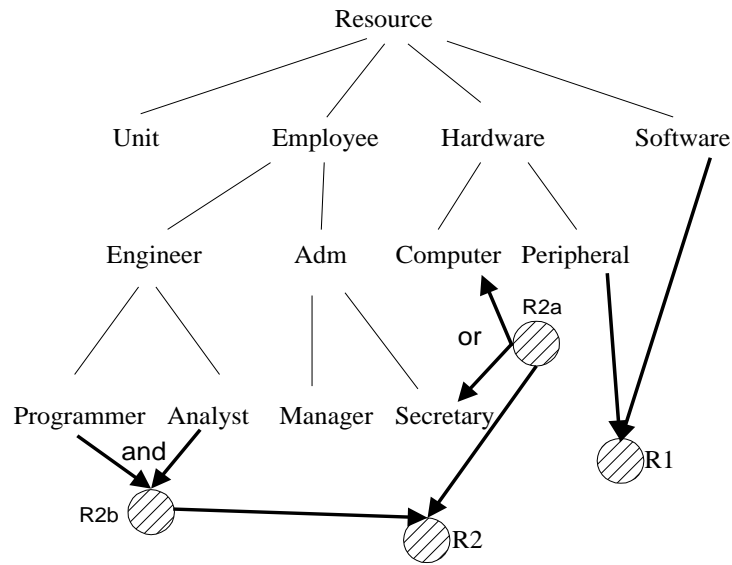 Resource
Unit Employee Hardware Software
Engineer Adm Computer Peripheral
R2a
or
Programmer Analyst Manager Secretary
and
R1
R2b
R2